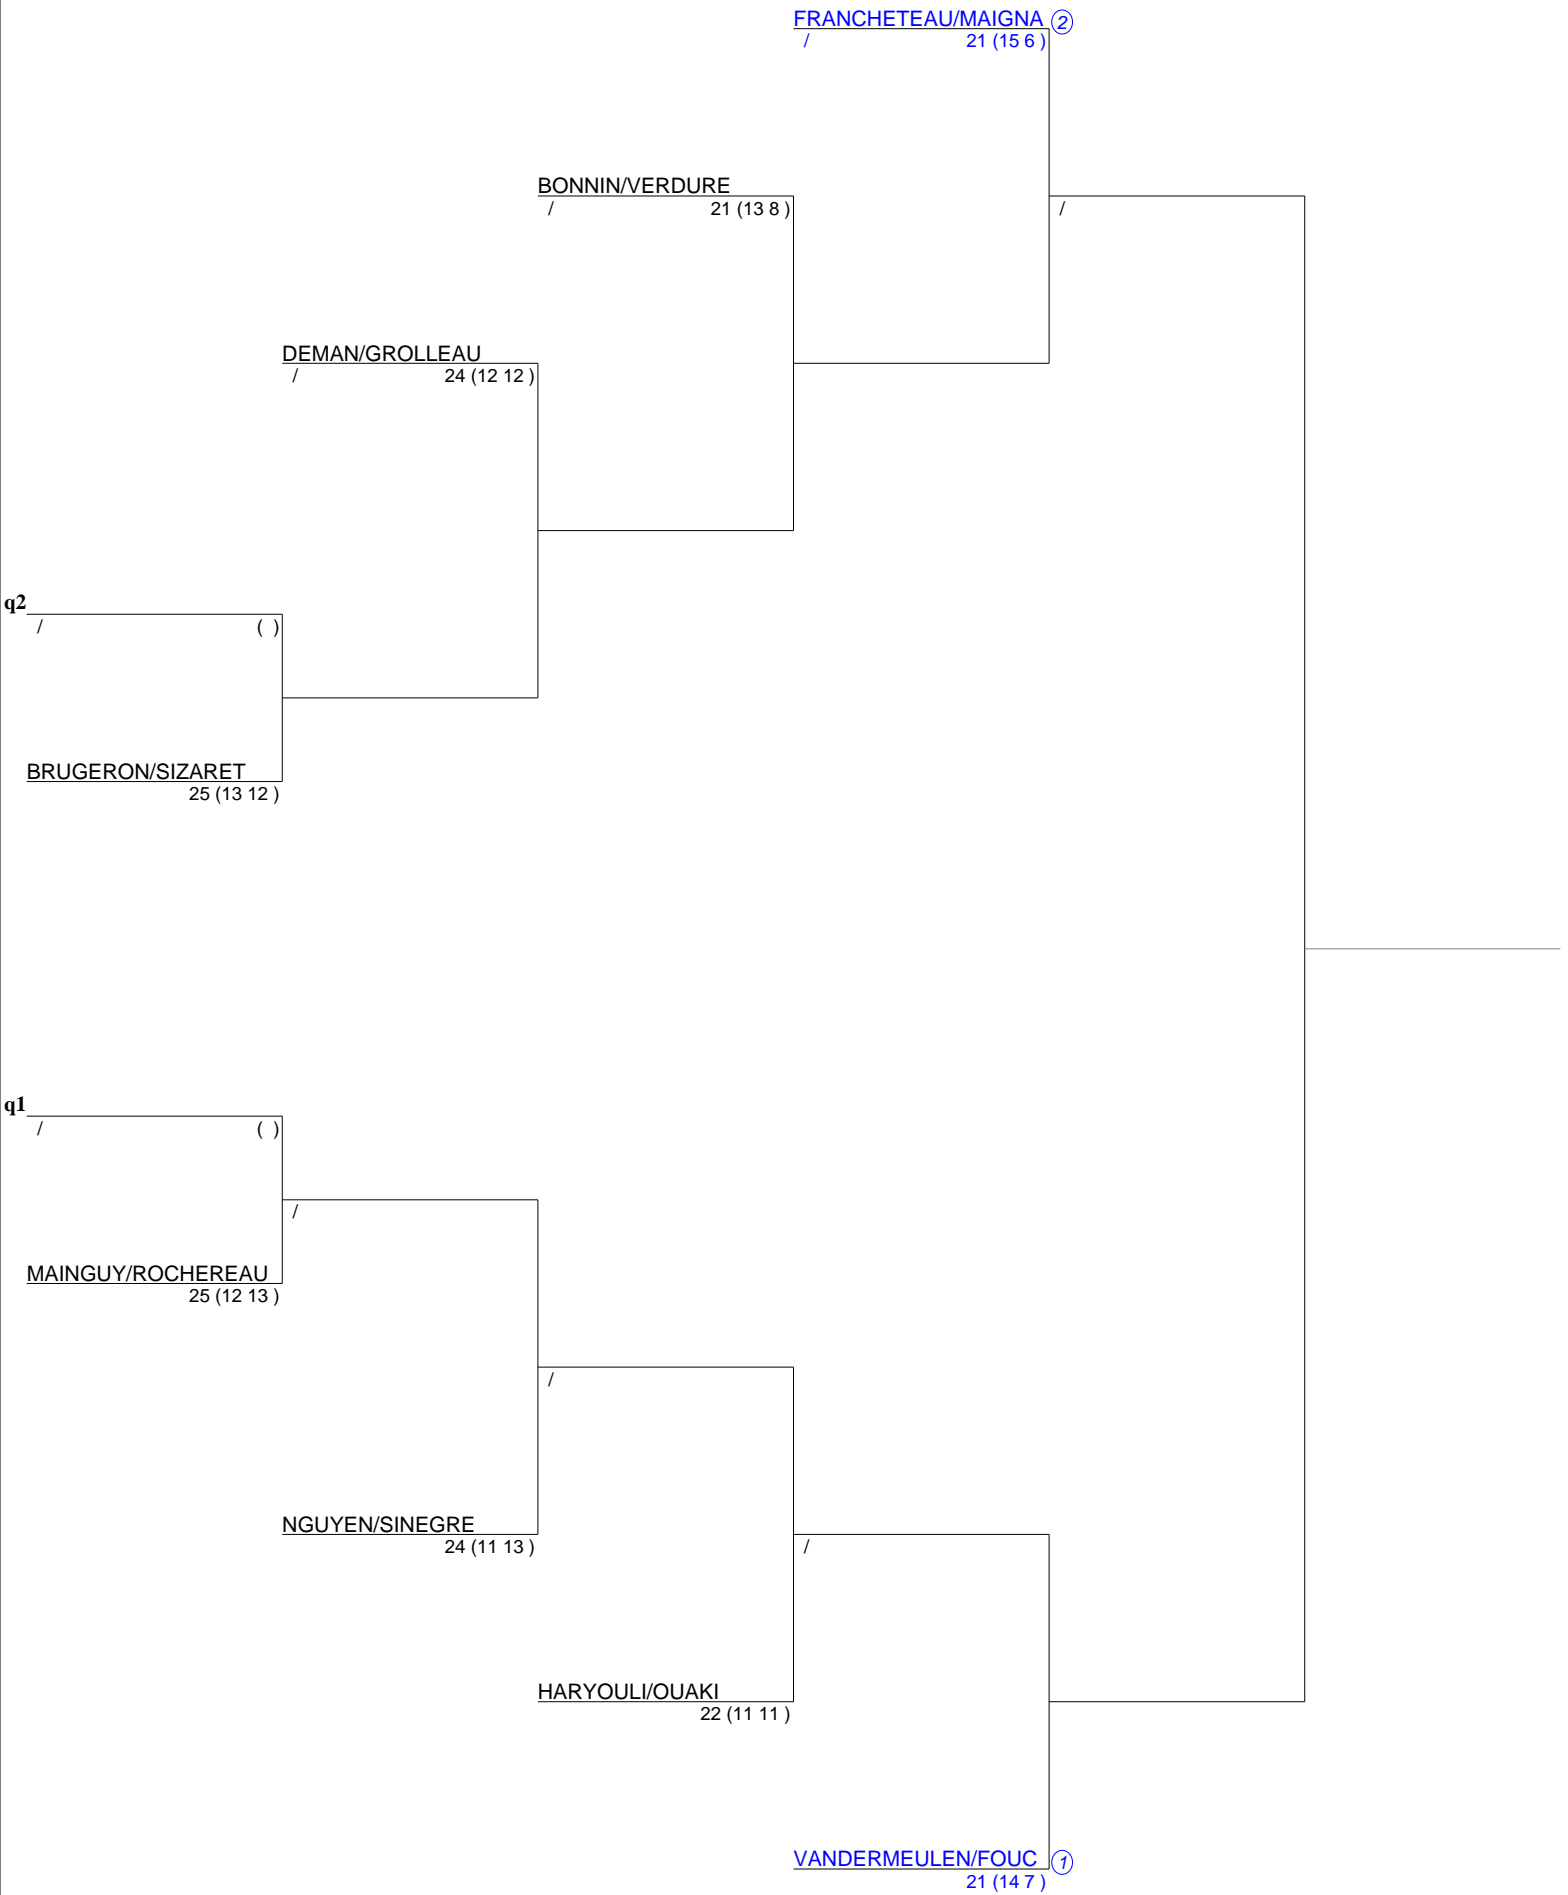 FRANCHETEAU/MAIGNA 2
/ 21 (15 6 )
BONNIN/VERDURE
/ 21 (13 8 )
/
DEMAN/GROLLEAU
/ 24 (12 12 )
q2
/ ( )
BRUGERON/SIZARET
25 (13 12 )
q1
/ ( )
/
MAINGUY/ROCHEREAU
25 (12 13 )
/
NGUYEN/SINEGRE
24 (11 13 )
/
HARYOULI/OUAKI
22 (11 11 )
VANDERMEULEN/FOUC 1
21 (14 7 )